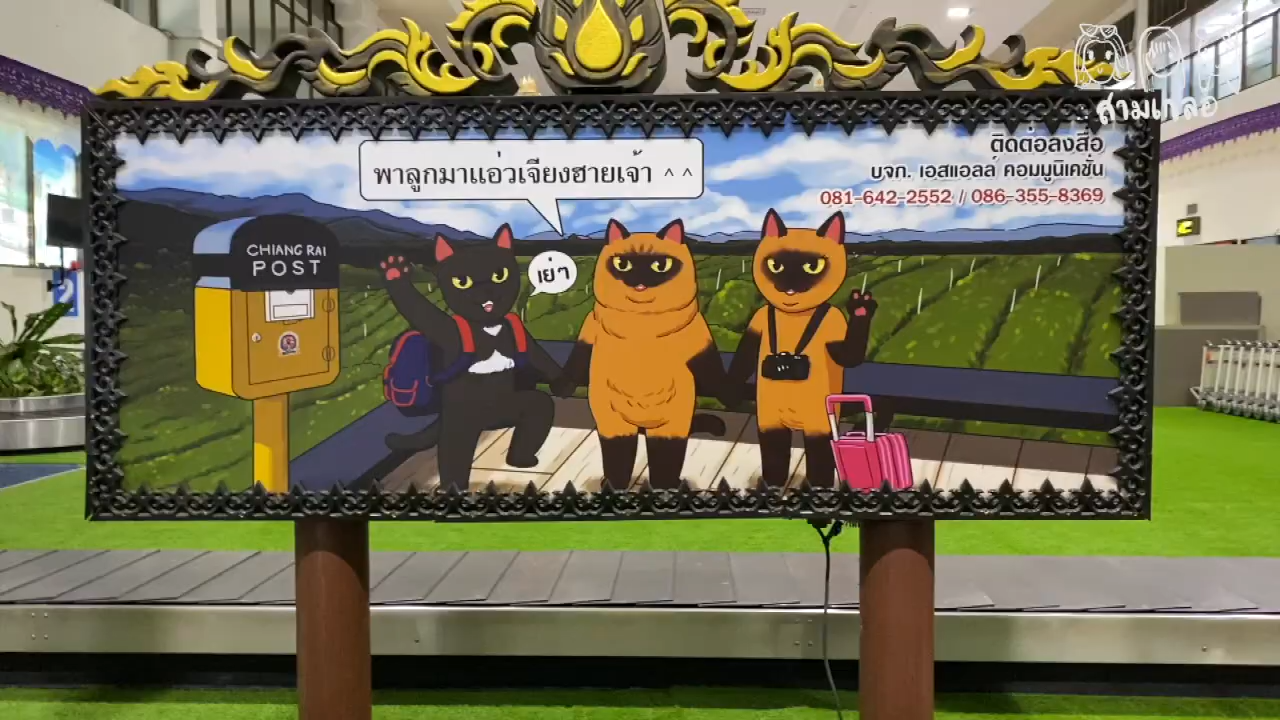 สามเกลอ
ติดต่อลงสื่อ
บจก. เอสแอลล์ คอมมูนิเคชั่น
081-642-2552 / 086-355-8369
พาลูกมาแอ่วเจียงฮายเจ้า ^ ^
เย่ๆ
CHIANG RAI
POST